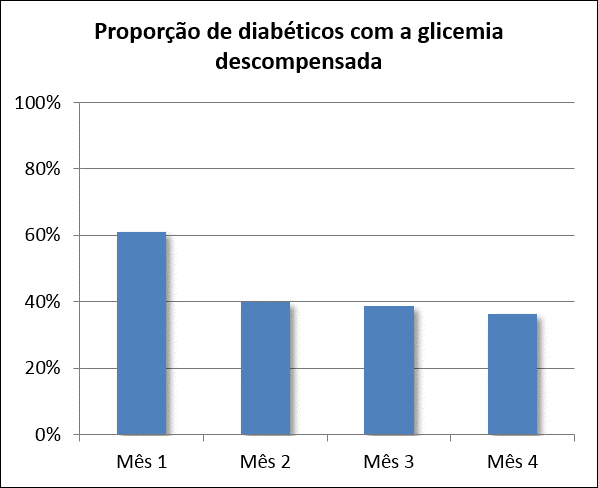 Proporção de diabéticos com a glicemia
descompensada
100%
80%
60%
40%
20%
0%
Mês 1 Mês 2 Mês 3 Mês 4